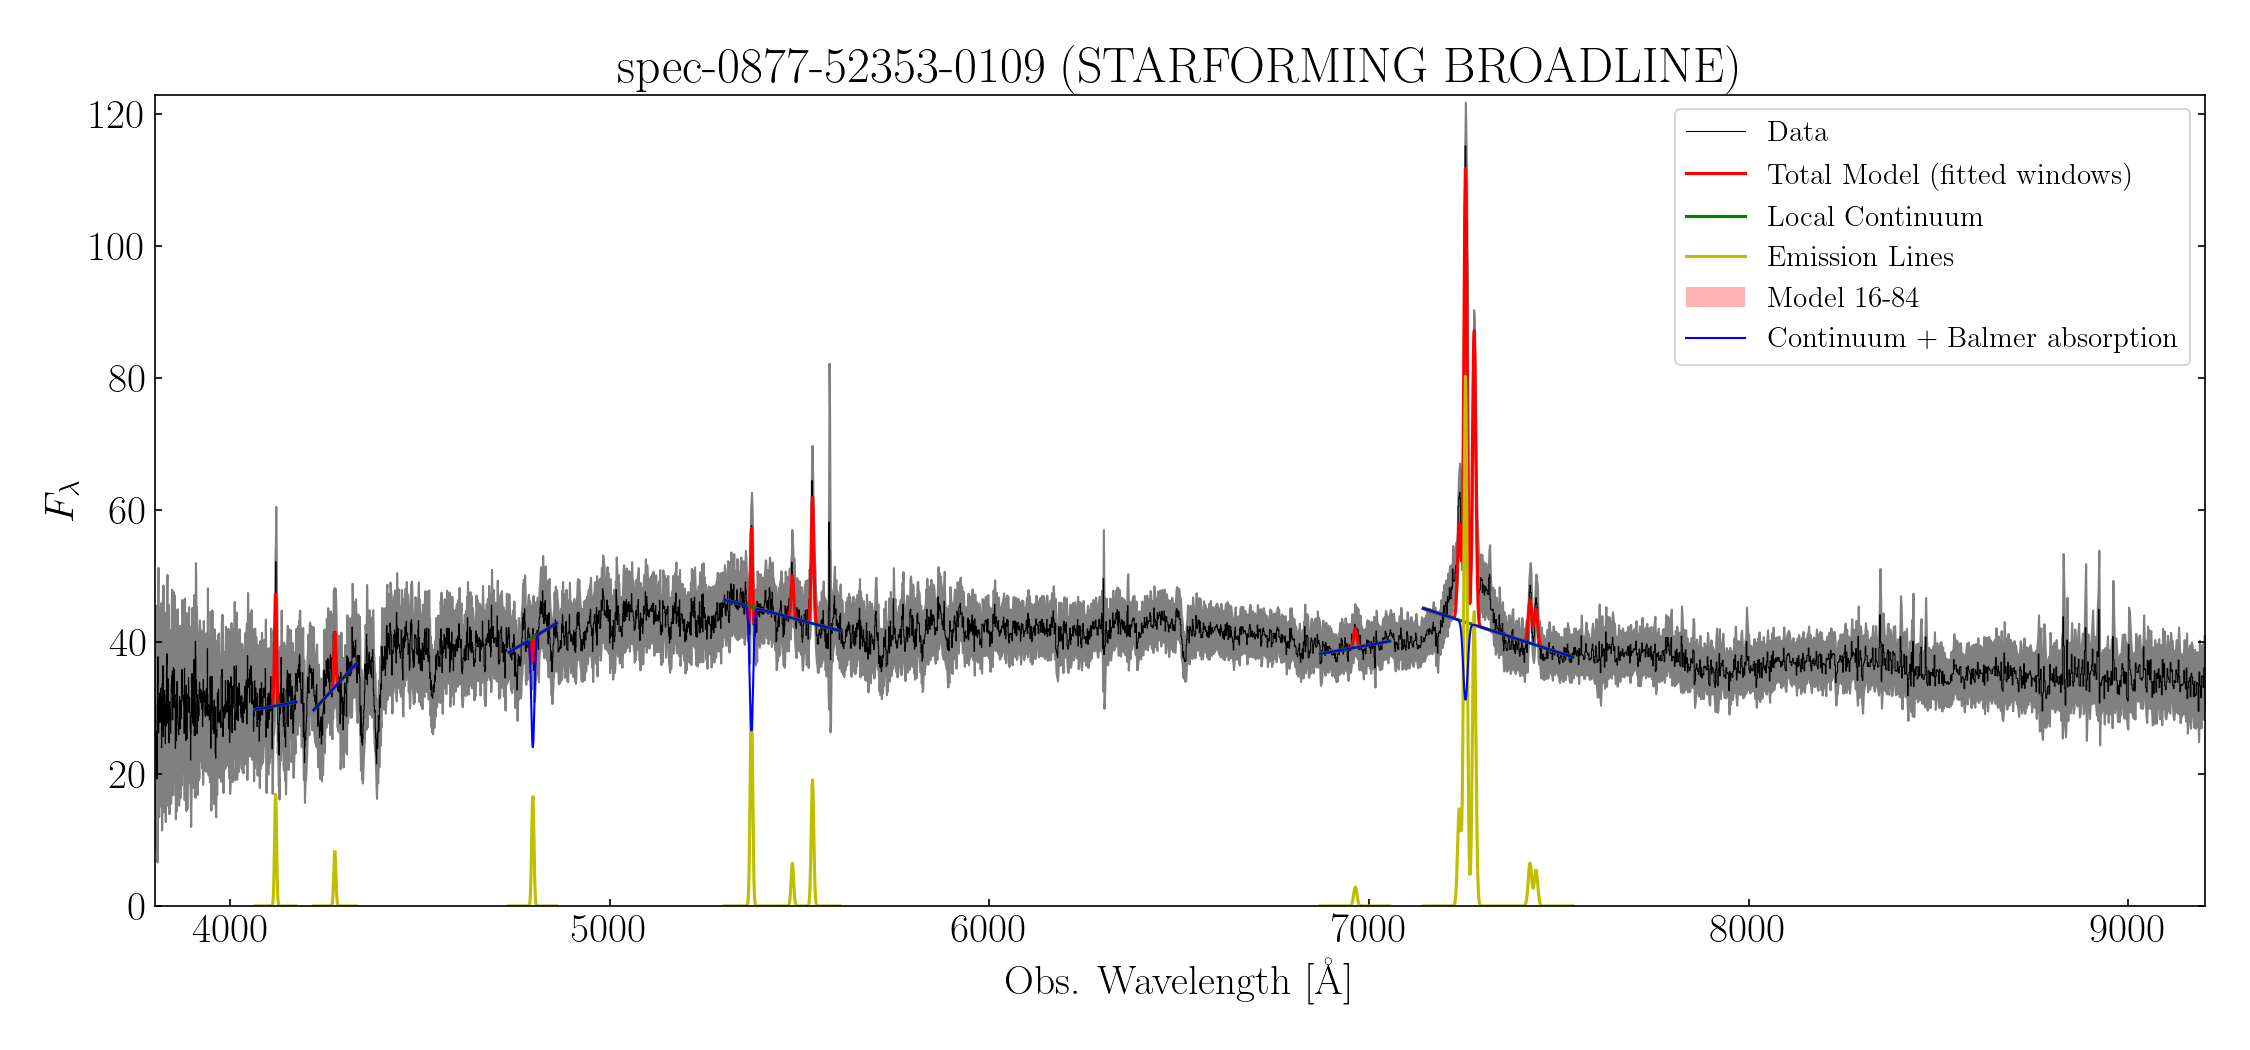 spec-0877-52353-0109 (STARFORMING BROADLINE)
120
100
80
60
40
20
0
F_λ
Data
Total Model (fitted windows)
Local Continuum
Emission Lines
Model 16-84
Continuum + Balmer absorption
4000 5000 6000 7000 8000 9000
Obs. Wavelength [Å]